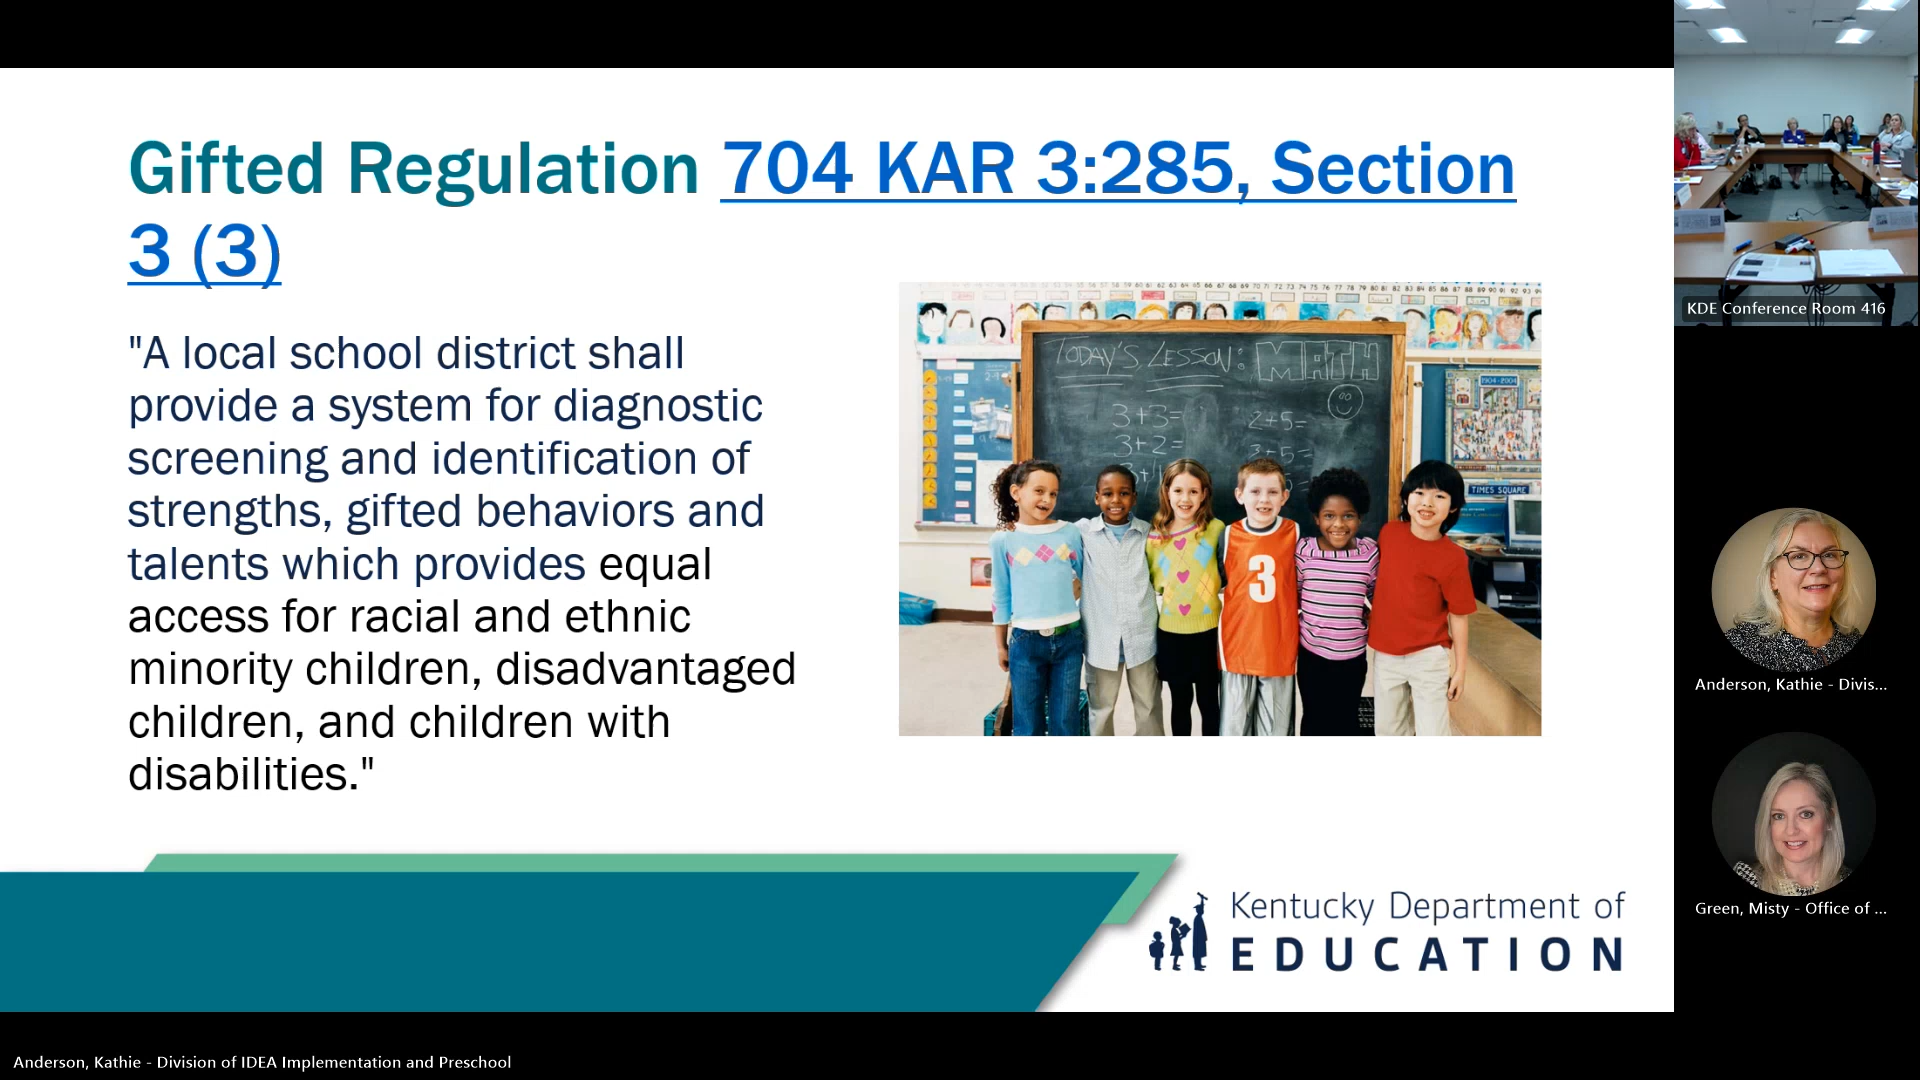 Gifted Regulation 704 KAR 3:285, Section
3 (3)
"A local school district shall
provide a system for diagnostic
screening and identification of
strengths, gifted behaviors and
talents which provides equal
access for racial and ethnic
minority children, disadvantaged
children, and children with
disabilities."
TODAY'S LESSON: MATH
3+3=
2+5=
3+2=
3+5=
1904-2004
TIMES SQUARE
3
Kentucky Department of
EDUCATION
KDE Conference Room 416
Anderson, Kathie - Divis...
Green, Misty - Office of ...
Anderson, Kathie - Division of IDEA Implementation and Preschool